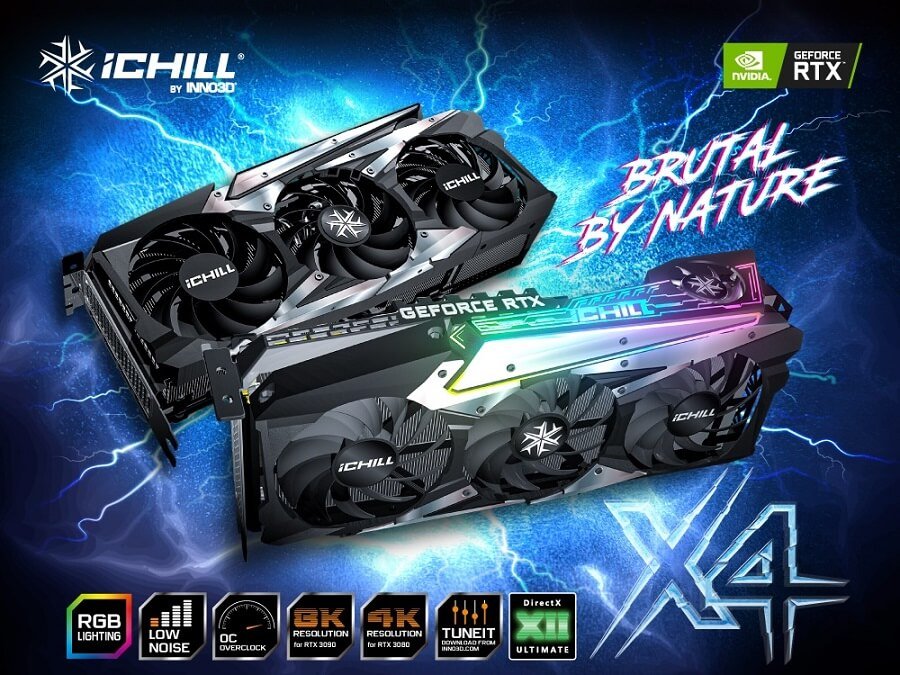 iCHILL®
BY INNO3D®
NVIDIA.
GEFORCE
RTX
BRUTAL
BY NATURE
iCHILL
iCHILL
GEFORCE RTX
iCHILL
iCHILL
iCHILL
X4
RGB
LIGHTING
LOW
NOISE
OC
OVERCLOCK
8K
RESOLUTION
for RTX 3090
4K
RESOLUTION
for RTX 3080
TUNEIT
DOWNLOAD FROM
INNO3D.COM
DirectX
XII
ULTIMATE